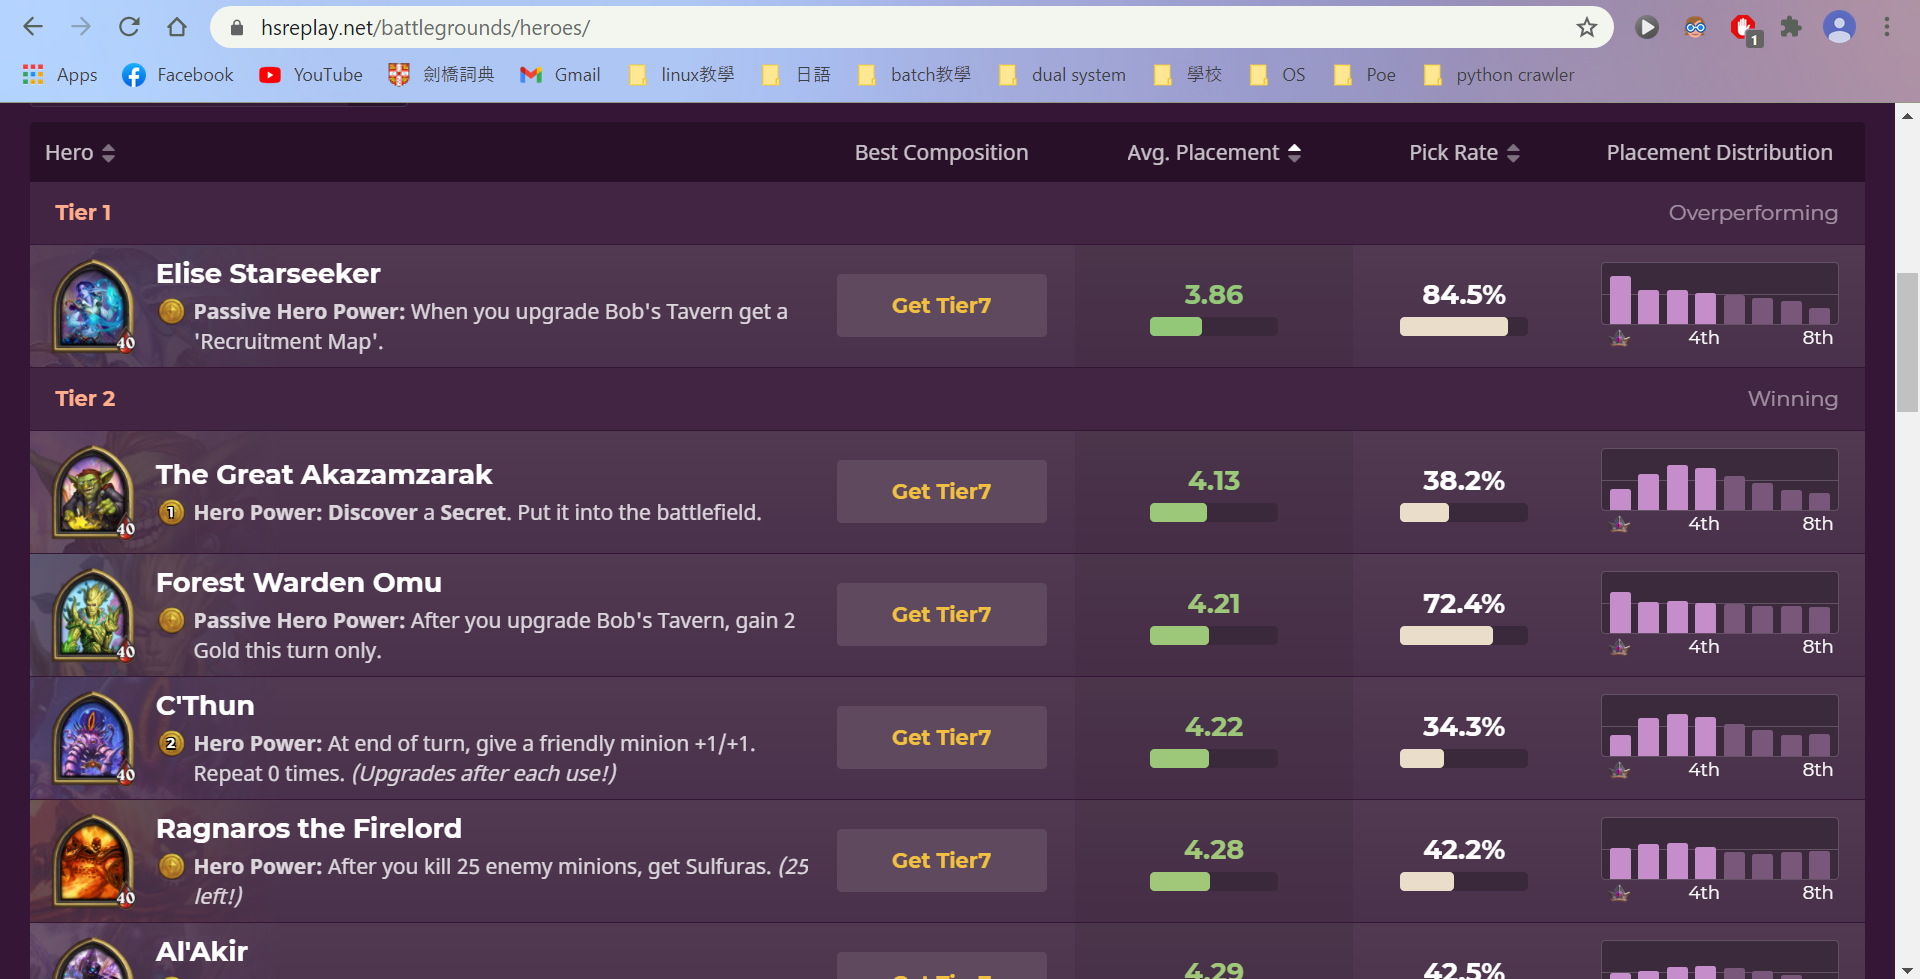 hsreplay.net/battlegrounds/heroes/
1
Apps Facebook YouTube 劍橋詞典 Gmail linux教學 日語 batch教學 dual system 學校 OS Poe python crawler
Hero Best Composition Avg. Placement Pick Rate Placement Distribution
Tier 1 Overperforming
Elise Starseeker
Passive Hero Power: When you upgrade Bob's Tavern get a
'Recruitment Map'.
40
Get Tier7
3.86
84.5%
4th 8th
Tier 2 Winning
The Great Akazamzarak
1 Hero Power: Discover a Secret. Put it into the battlefield.
40
Get Tier7
4.13
38.2%
4th 8th
Forest Warden Omu
Passive Hero Power: After you upgrade Bob's Tavern, gain 2
Gold this turn only.
40
Get Tier7
4.21
72.4%
4th 8th
C'Thun
2 Hero Power: At end of turn, give a friendly minion +1/+1.
Repeat 0 times. (Upgrades after each use!)
40
Get Tier7
4.22
34.3%
4th 8th
Ragnaros the Firelord
Hero Power: After you kill 25 enemy minions, get Sulfuras. (25
left!)
40
Get Tier7
4.28
42.2%
4th 8th
Al'Akir
Get Tier7
4.29
42.5%